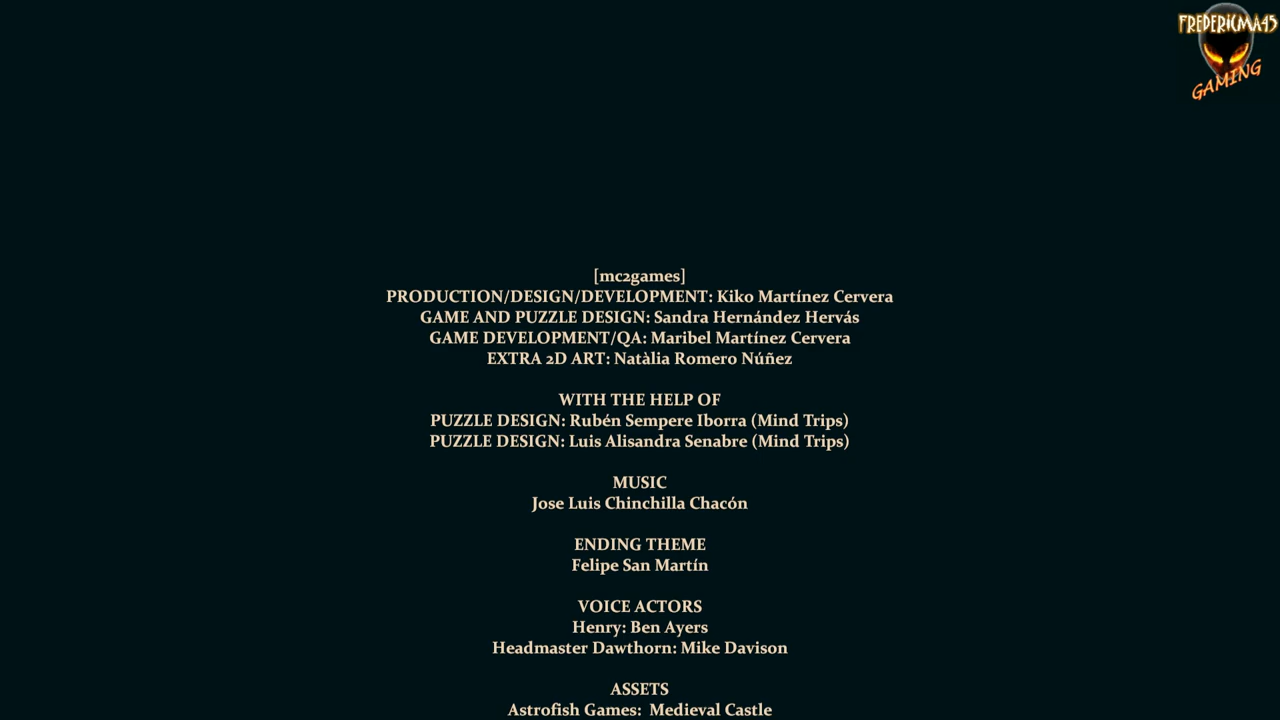 FREDERICMA45
GAMING
[mc2games]
PRODUCTION/DESIGN/DEVELOPMENT: Kiko Martínez Cervera
GAME AND PUZZLE DESIGN: Sandra Hernández Hervás
GAME DEVELOPMENT/QA: Maribel Martínez Cervera
EXTRA 2D ART: Natàlia Romero Núñez
WITH THE HELP OF
PUZZLE DESIGN: Rubén Sempere Iborra (Mind Trips)
PUZZLE DESIGN: Luis Alisandra Senabre (Mind Trips)
MUSIC
Jose Luis Chinchilla Chacón
ENDING THEME
Felipe San Martín
VOICE ACTORS
Henry: Ben Ayers
Headmaster Dawthorn: Mike Davison
ASSETS
Astrofish Games: Medieval Castle